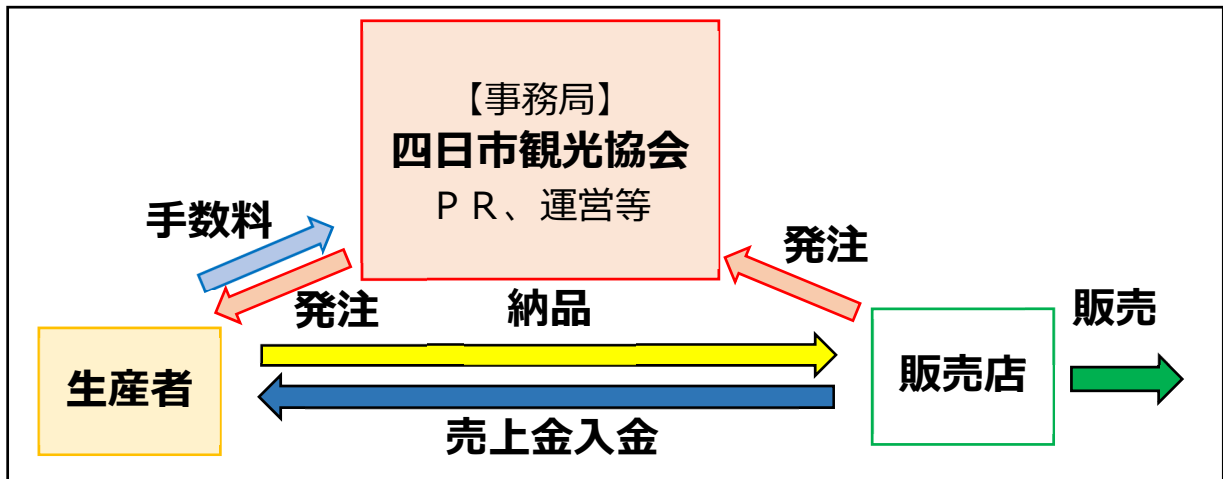 【事務局】
四日市観光協会
ＰＲ、運営等
手数料
発注
発注
納品
販売
生産者
販売店
売上金入金